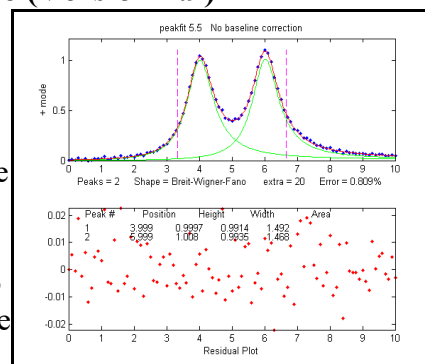 peakfit 5.5 No baseline correction
+ mode
1
0.5
0
0 1 2 3 4 5 6 7 8 9 10
Peaks = 2 Shape = Breit-Wigner-Fano extra = 20 Error = 0.809%
Peak # Position Height Width Area
1 3.999 0.9997 0.9914 1.492
2 5.999 1.008 0.9935 1.468
0.02
0.01
0
-0.01
-0.02
0 1 2 3 4 5 6 7 8 9 10
Residual Plot